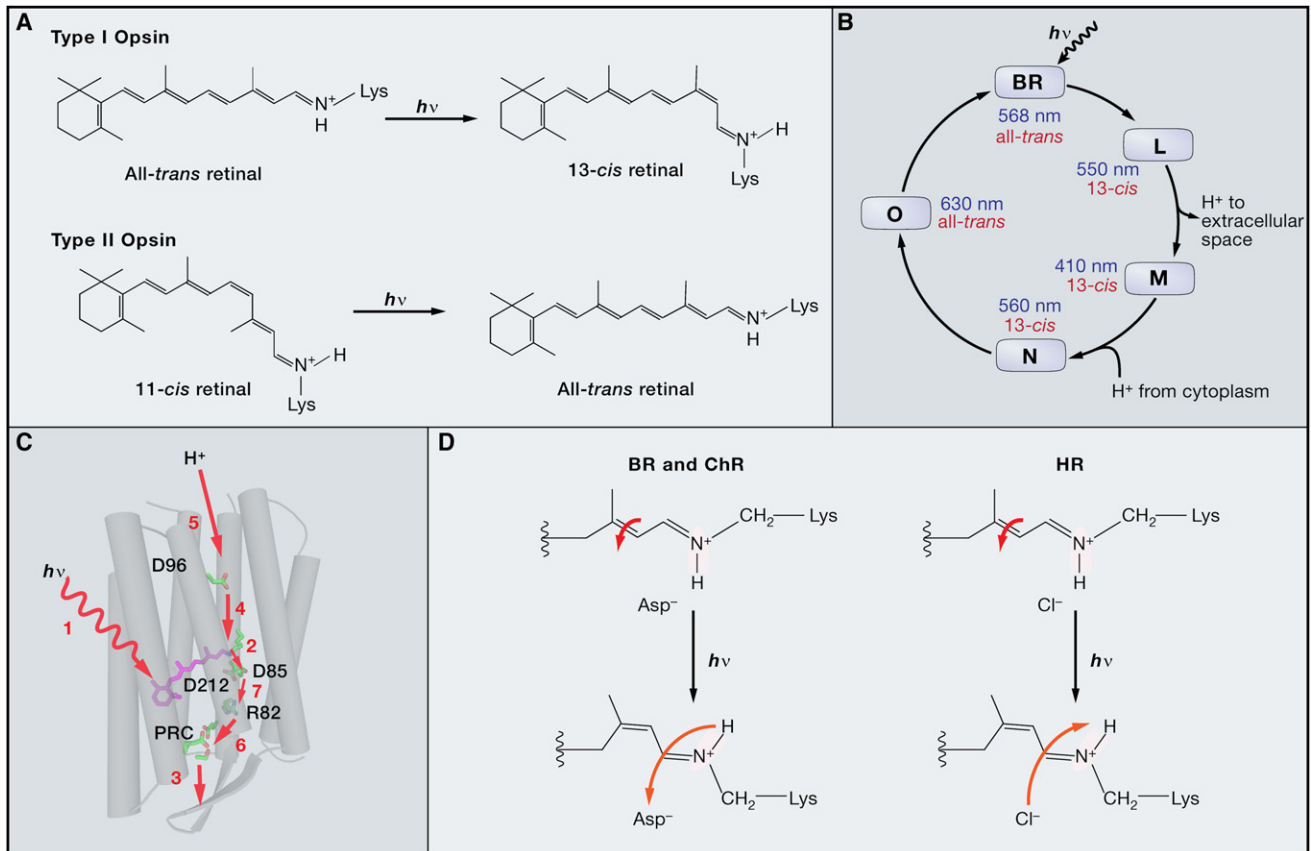 A
Type I Opsin
Lys
N+
H
hν
All-trans retinal
H
N+
Lys
13-cis retinal
Type II Opsin
H
N+
Lys
11-cis retinal
hν
Lys
N+
H
All-trans retinal
B
hν
BR
568 nm
all-trans
L
550 nm
13-cis
H+ to
extracellular
space
M
410 nm
13-cis
560 nm
13-cis
N
H+ from cytoplasm
O
630 nm
all-trans
C
H+
5
D96
hν
1
4
2
D85
D212
7
R82
PRC
6
3
D
BR and ChR
CH2
Lys
N+
H
Asp−
hν
H
N+
CH2
Lys
Asp−
HR
CH2
Lys
N+
H
Cl−
hν
H
N+
CH2
Lys
Cl−